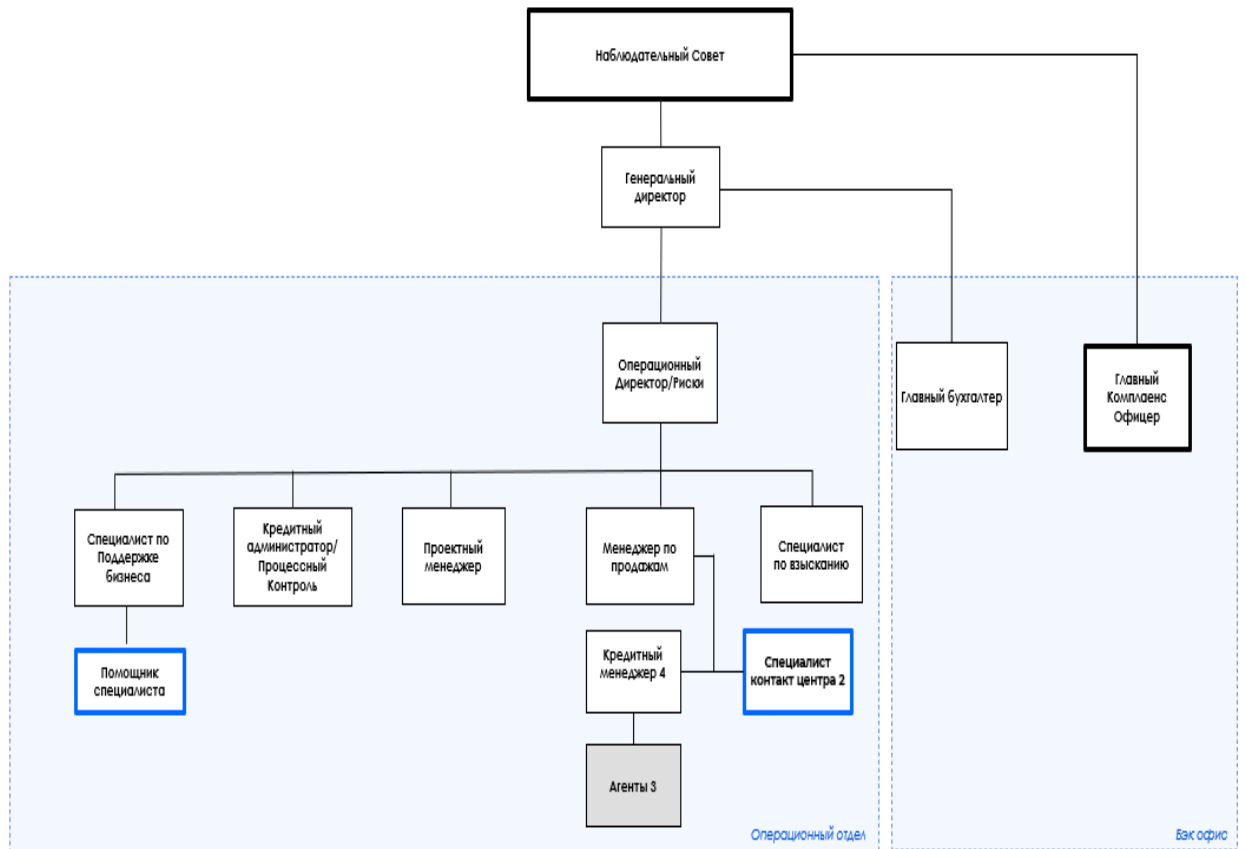 Наблюдательный Совет
Генеральный
директор
Операционный
Директор/Риски
Главный бухгалтер
Главный
Комплаенс
Офицер
Специалист по
Поддержке
бизнеса
Кредитный
администратор/
Процессный
Контроль
Проектный
менеджер
Менеджер по
продажам
Специалист
по взысканию
Помощник
специалиста
Кредитный
менеджер 4
Специалист
контакт центра 2
Агенты 3
Операционный отдел
Бэк офис